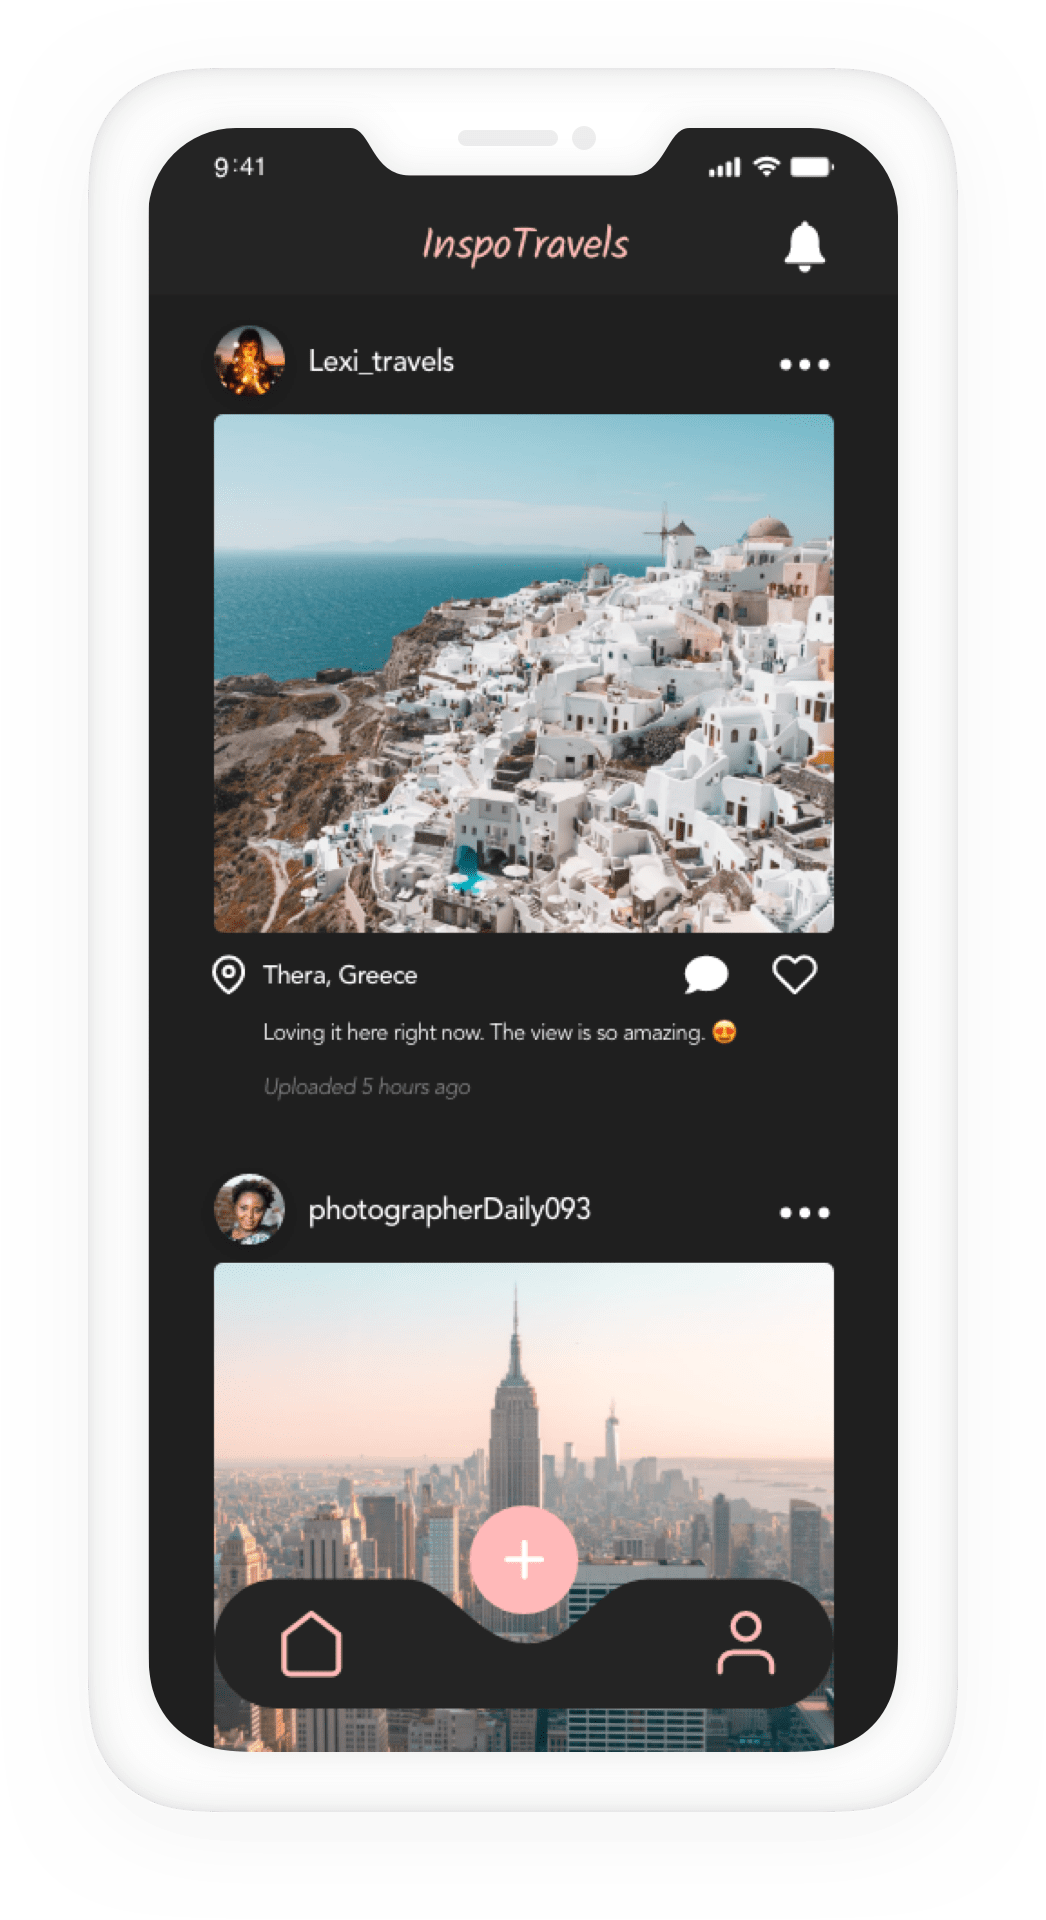 9:41
InspoTravels
Lexi_travels
Thera, Greece
Loving it here right now. The view is so amazing. 😍
Uploaded 5 hours ago
photographerDaily093